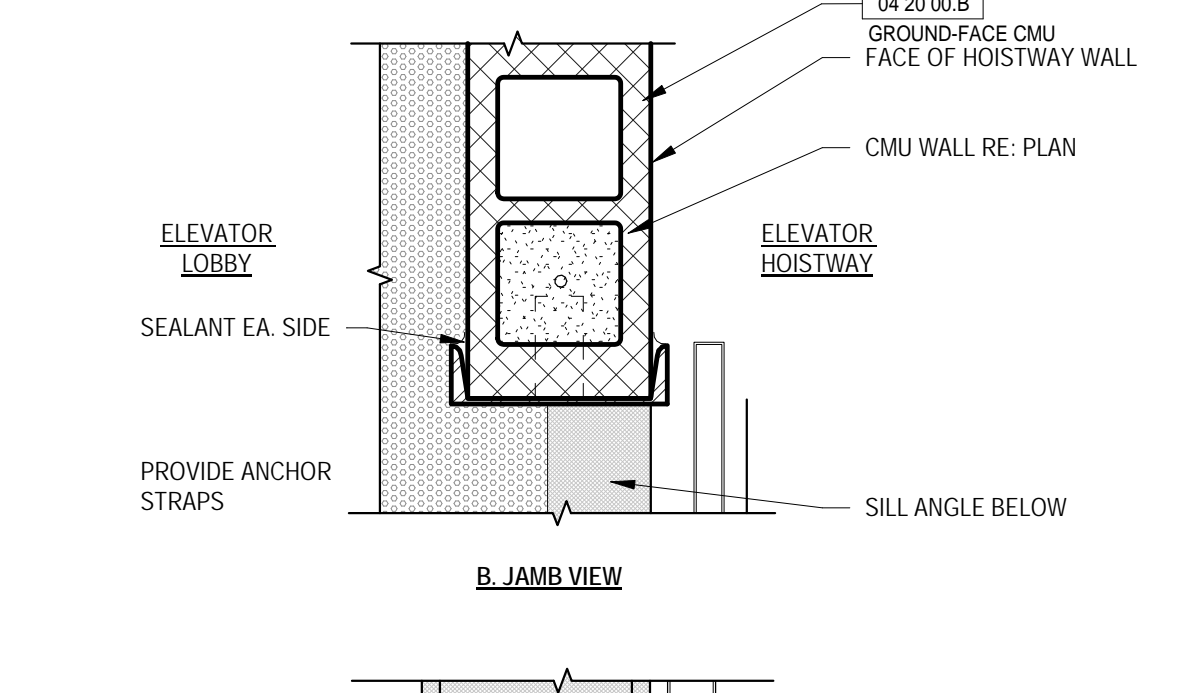 04 20 00.B
GROUND-FACE CMU
FACE OF HOISTWAY WALL
CMU WALL RE: PLAN
ELEVATOR
LOBBY
ELEVATOR
HOISTWAY
SEALANT EA. SIDE
PROVIDE ANCHOR
STRAPS
SILL ANGLE BELOW
B. JAMB VIEW